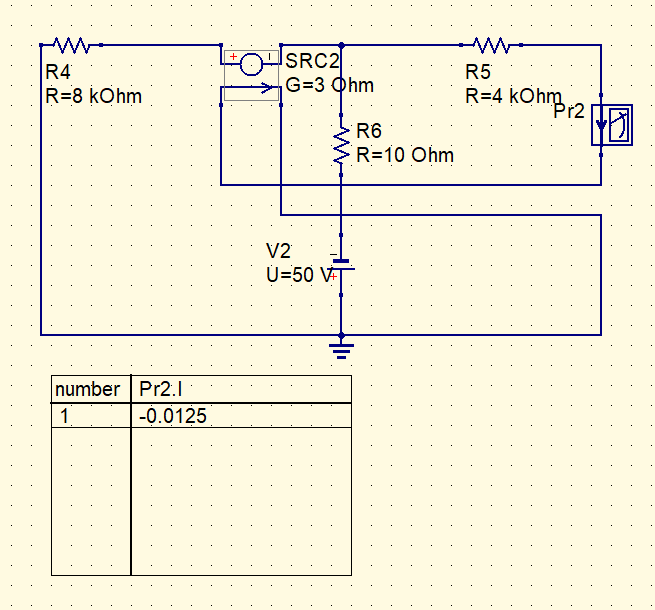 R4
R=8 kOhm
SRC2
G=3 Ohm
R5
R=4 kOhm
Pr2
R6
R=10 Ohm
V2
U=50 V
number Pr2.I
1 -0.0125